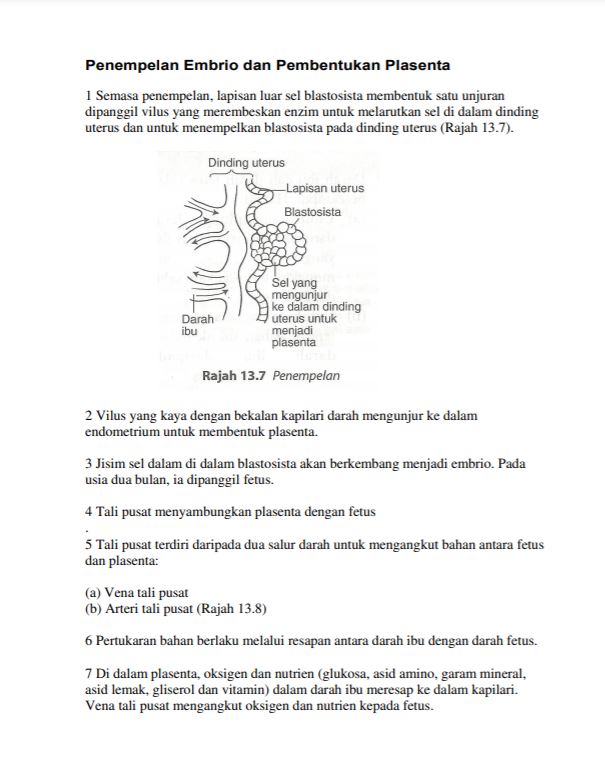 Penempelan Embrio dan Pembentukan Plasenta
1 Semasa penempelan, lapisan luar sel blastosista membentuk satu unjuran
dipanggil vilus yang merembeskan enzim untuk melarutkan sel di dalam dinding
uterus dan untuk menempelkan blastosista pada dinding uterus (Rajah 13.7).
Dinding uterus
Lapisan uterus
Blastosista
Sel yang
mengunjur
ke dalam dinding
uterus untuk
menjadi
plasenta
Darah
ibu
Rajah 13.7 Penempelan
2 Vilus yang kaya dengan bekalan kapilari darah mengunjur ke dalam
endometrium untuk membentuk plasenta.
3 Jisim sel dalam di dalam blastosista akan berkembang menjadi embrio. Pada
usia dua bulan, ia dipanggil fetus.
4 Tali pusat menyambungkan plasenta dengan fetus
.
5 Tali pusat terdiri daripada dua salur darah untuk mengangkut bahan antara fetus
dan plasenta:
(a) Vena tali pusat
(b) Arteri tali pusat (Rajah 13.8)
6 Pertukaran bahan berlaku melalui resapan antara darah ibu dengan darah fetus.
7 Di dalam plasenta, oksigen dan nutrien (glukosa, asid amino, garam mineral,
asid lemak, gliserol dan vitamin) dalam darah ibu meresap ke dalam kapilari.
Vena tali pusat mengangkut oksigen dan nutrien kepada fetus.